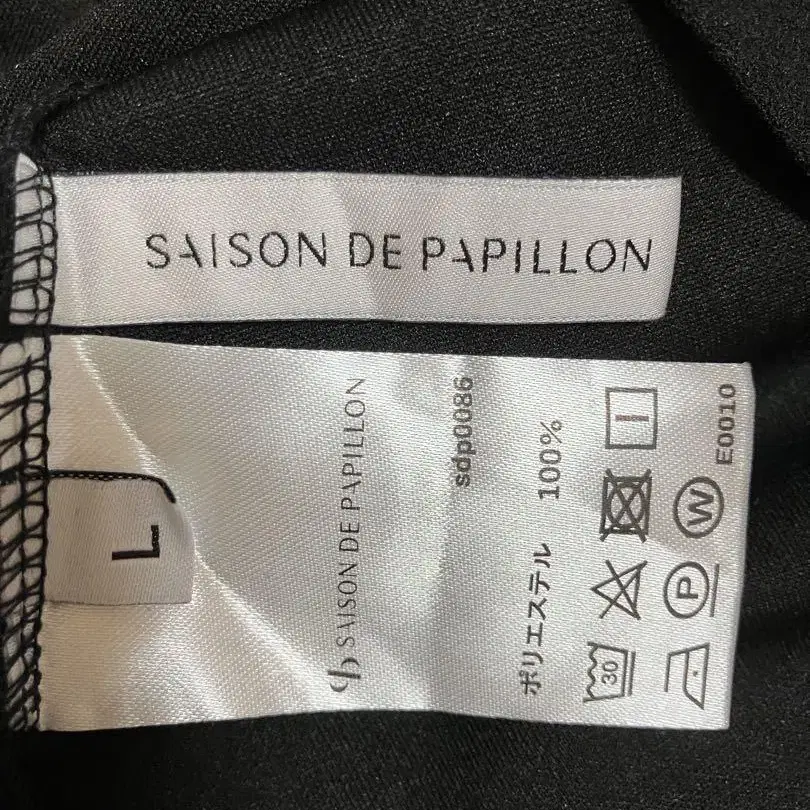 SAISON DE PAPILLON
SAISON DE PAPILLON
sdp0086
ポリエステル 100%
30
P
W
E0010
L